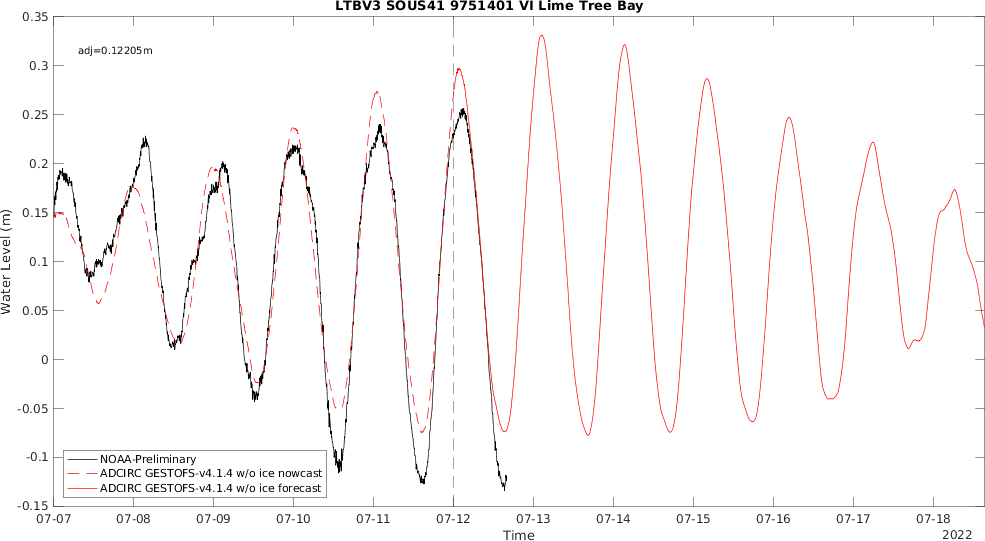 LTBV3 SOUS41 9751401 VI Lime Tree Bay
adj=0.12205m
0.35
0.3
0.25
0.2
0.15
0.1
0.05
0
-0.05
-0.1
-0.15
Water Level (m)
NOAA-Preliminary
ADCIRC GESTOFS-v4.1.4 w/o ice nowcast
ADCIRC GESTOFS-v4.1.4 w/o ice forecast
07-07 07-08 07-09 07-10 07-11 07-12 07-13 07-14 07-15 07-16 07-17 07-18
Time
2022